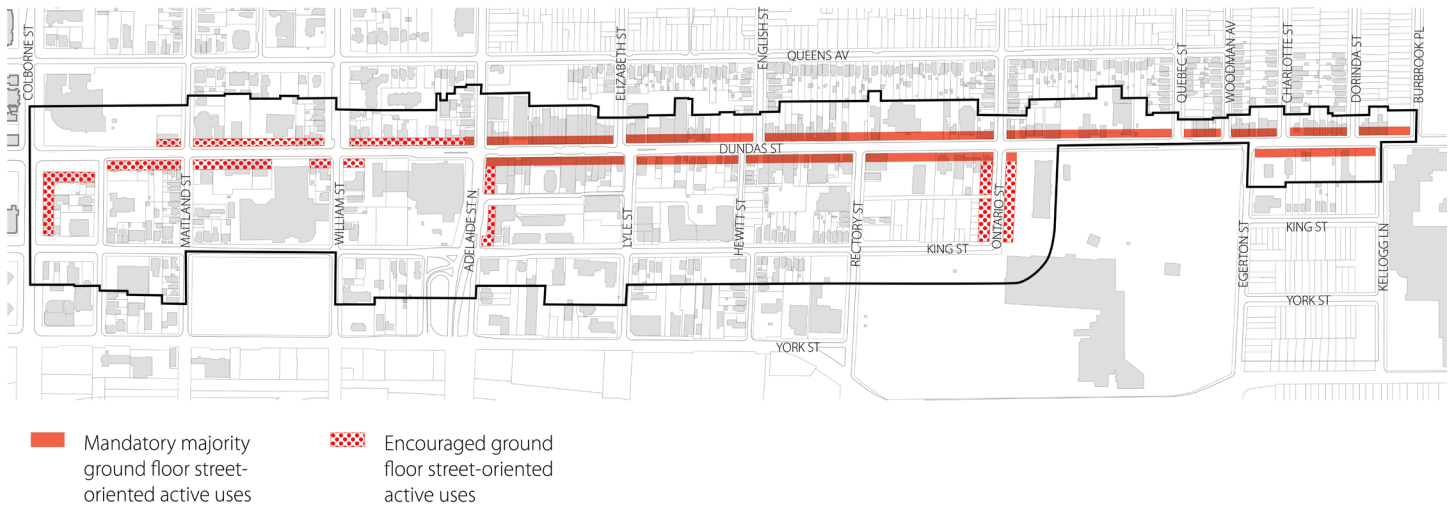 COLBORNE ST
ELIZABETH ST
ENGLISH ST
QUEENS AV
QUEBEC ST
WOODMAN AV
CHARLOTTE ST
DORINDA ST
BURBROOK PL
DUNDAS ST
MAITLAND ST
WILLIAM ST
ADELAIDE ST N
LYLE ST
HEWITT ST
RECTORY ST
KING ST
ONTARIO ST
EGERTON ST
KING ST
KELLOGG LN
YORK ST
YORK ST
Mandatory majority
ground floor street-
oriented active uses
Encouraged ground
floor street-oriented
active uses